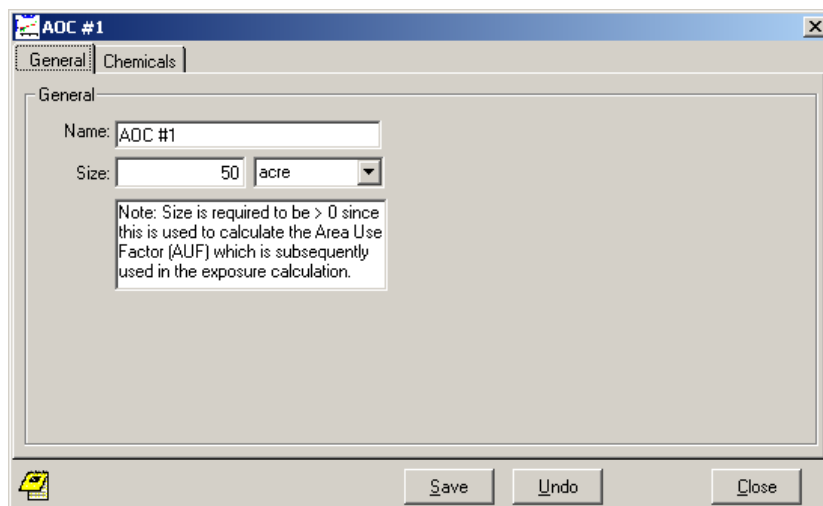 AOC #1
General Chemicals
General
Name: AOC #1
Size: 50 acre
Note: Size is required to be > 0 since
this is used to calculate the Area Use
Factor (AUF) which is subsequently
used in the exposure calculation.
Save Undo Close